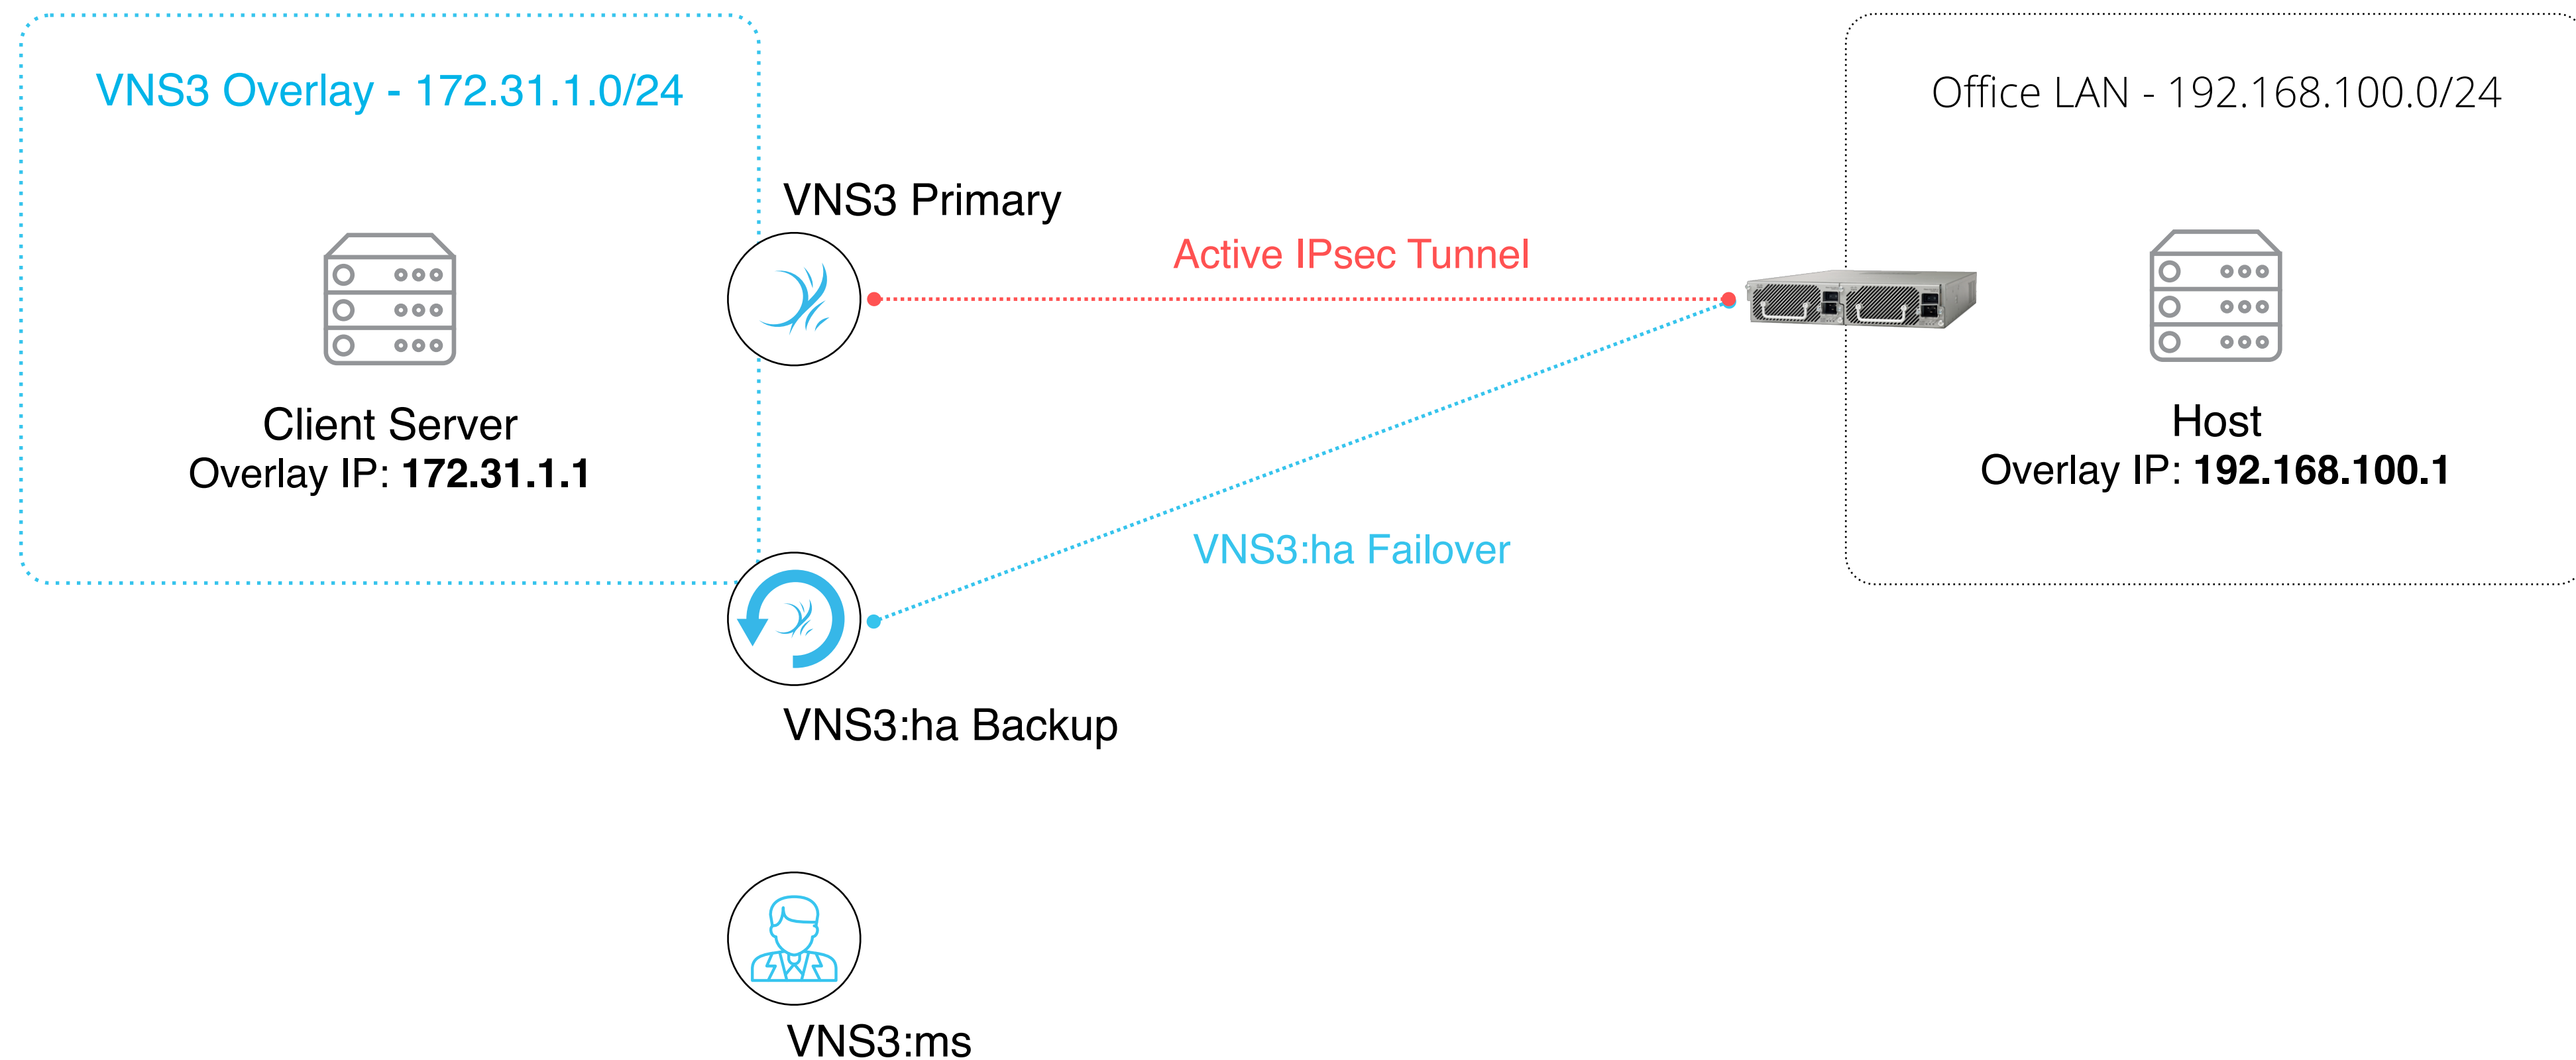 VNS3 Overlay - 172.31.1.0/24
Office LAN - 192.168.100.0/24
VNS3 Primary
Active IPsec Tunnel
Client Server
Overlay IP: 172.31.1.1
Host
Overlay IP: 192.168.100.1
VNS3:ha Failover
VNS3:ha Backup
VNS3:ms